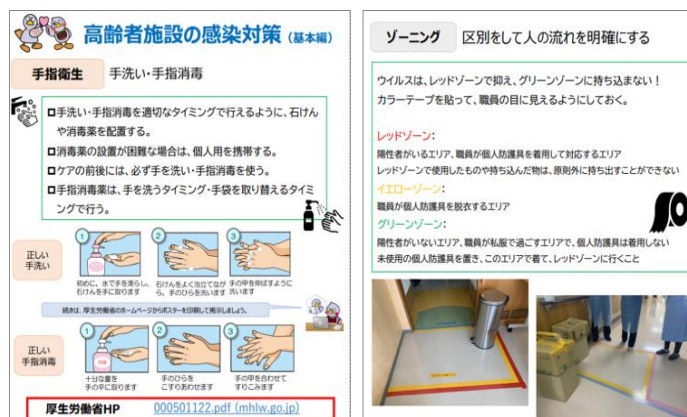 高齢者施設の感染対策（基本編）
手指衛生
手洗い・手指消毒
□手洗い・手指消毒を適切なタイミングで行えるように、石けん
や消毒薬を配置する。
□消毒薬の設置が困難な場合は、個人用を携帯する。
□ケアの前後には、必ず手洗い・手指消毒を使う。
□手指消毒薬は、手を洗うタイミング・手袋を取り替えるタイミ
ングで行う。
正しい
手洗い
1
2
3
初めに、水で手を濡らし、
石けんを手に取ります
石けんをよく泡立てなが
ら、手のひらを洗います
手の甲を伸ばすように
洗います
続きは、厚生労働省のホームページからポスターを印刷して掲示しましょう。
正しい
手指消毒
1
2
3
十分な量を
手の平に取ります
手のひらを
こすりあわせます
手の甲を合わせて
すりこみます
厚生労働省HP
000501122.pdf (mhlw.go.jp)
ゾーニング
区別をして人の流れを明確にする
ウイルスは、レッドゾーンで抑え、グリーンゾーンに持ち込まない！
カラーテープを貼って、職員の目に見えるようにしておく。
レッドゾーン：
陽性者がいるエリア、職員が個人防護具を着用して対応するエリア
レッドゾーンで使用したものや持ち込んだ物は、原則外に持ち出すことができない
イエローゾーン：
職員が個人防護具を脱衣するエリア
グリーンゾーン：
陽性者がいないエリア、職員が私服で過ごすエリアで、個人防護具は着用しない
未使用の個人防護具を置き、このエリアで着て、レッドゾーンに行くこと